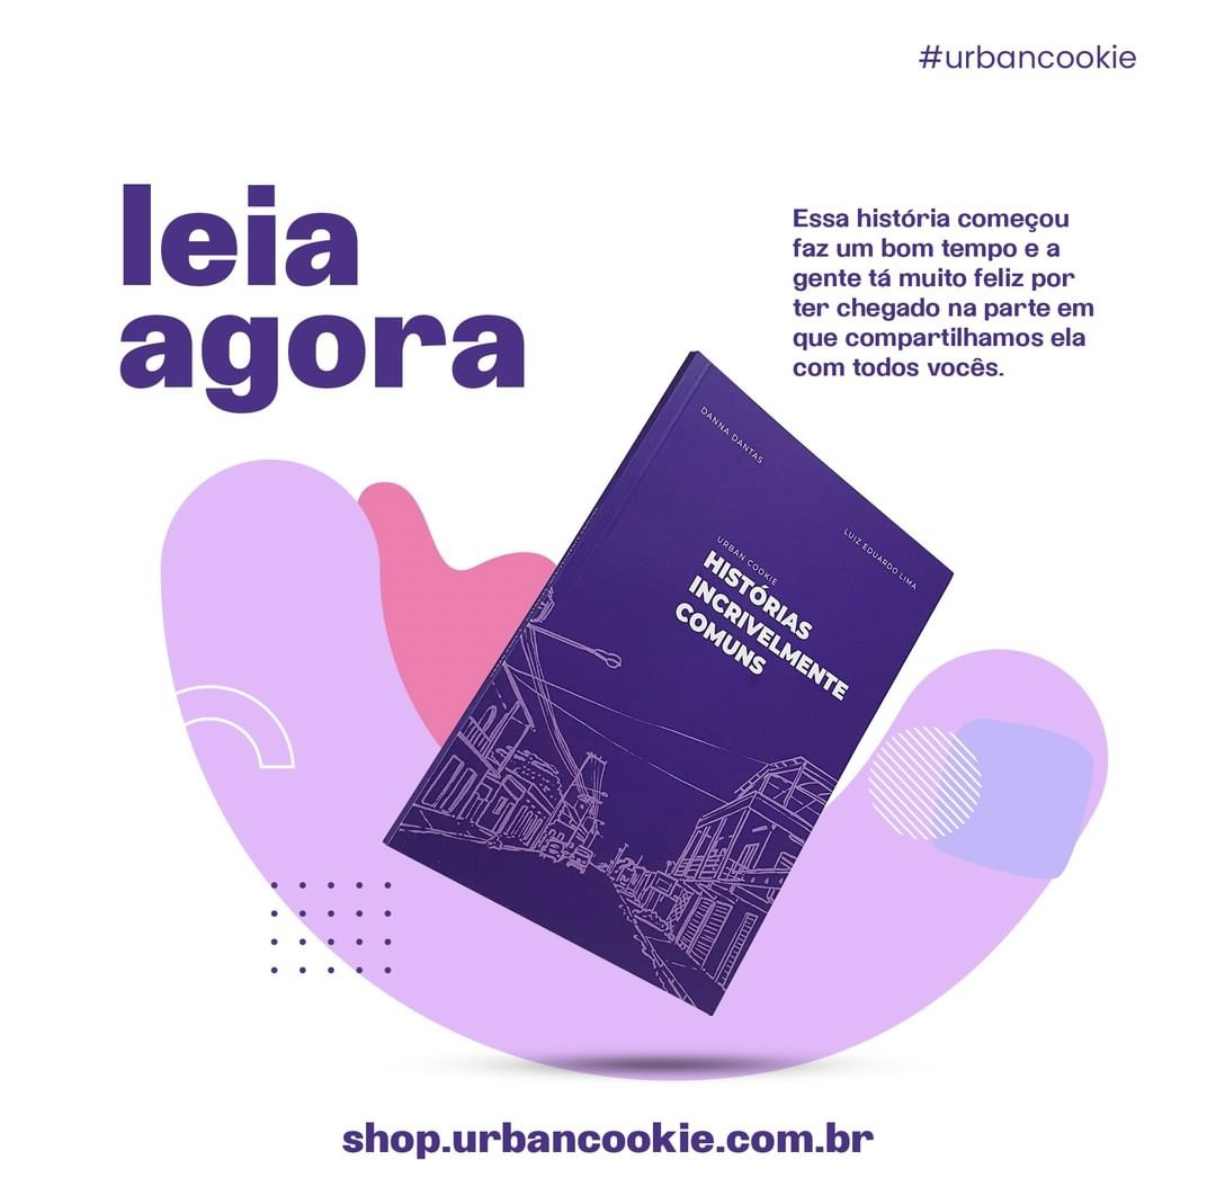 #urbancookie
leia
agora
Essa história começou
faz um bom tempo e a
gente tá muito feliz por
ter chegado na parte em
que compartilhamos ela
com todos vocês.
DANNA DANTAS
LUIZ EDUARDO LIMA
URBAN COOKIE
HISTÓRIAS
INCRIVELMENTE
COMUNS
shop.urbancookie.com.br